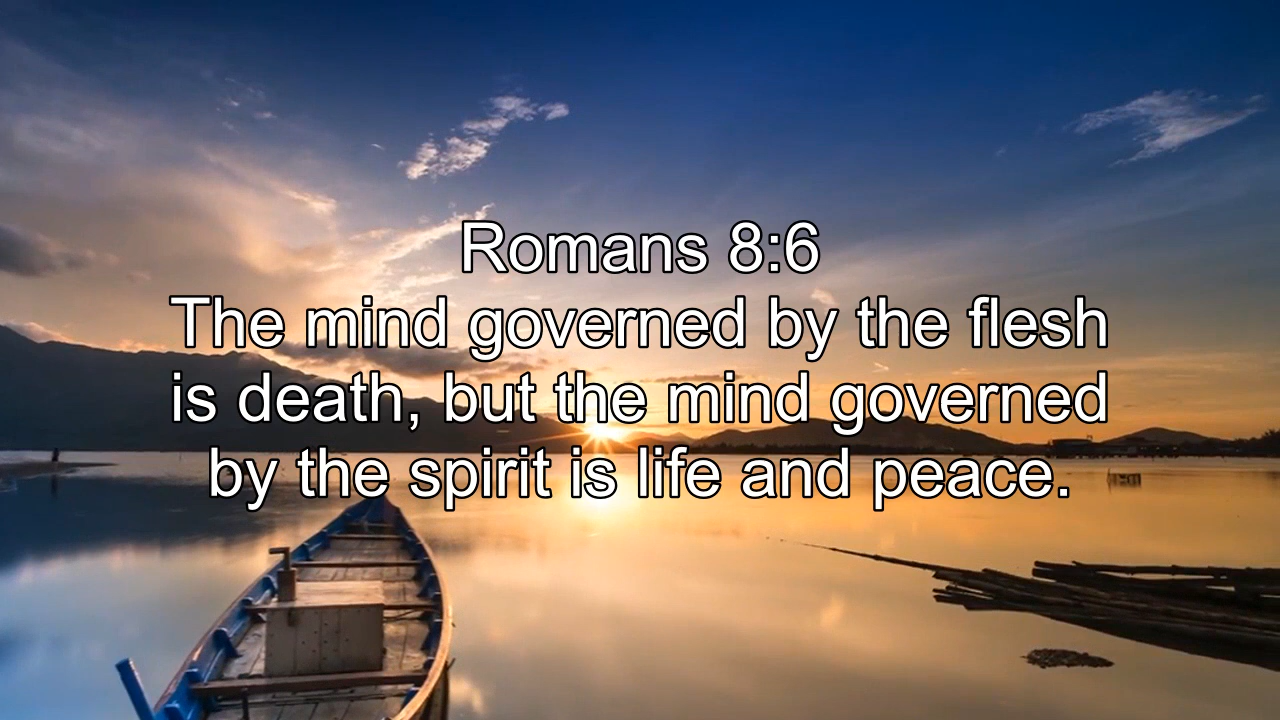 Romans 8:6
The mind governed by the flesh
is death, but the mind governed
by the spirit is life and peace.